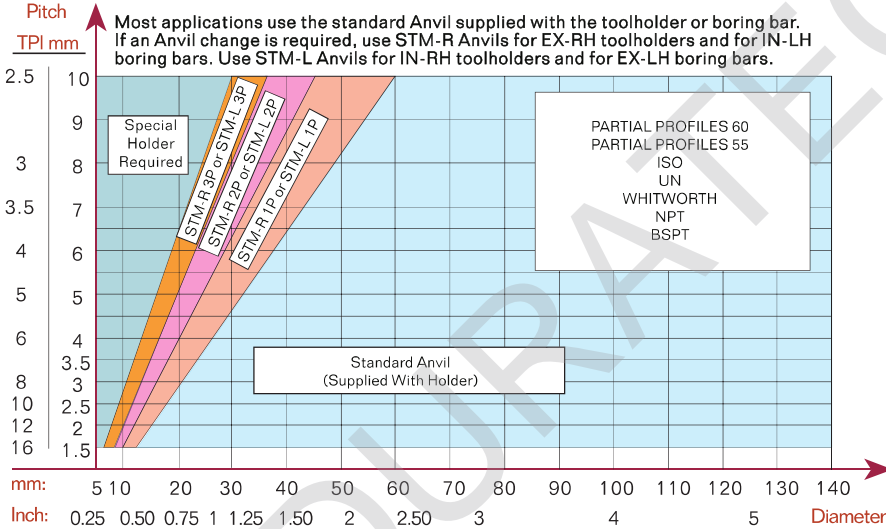 Pitch
TPI mm
Most applications use the standard Anvil supplied with the toolholder or boring bar.
If an Anvil change is required, use STM-R Anvils for EX-RH toolholders and for IN-LH
boring bars. Use STM-L Anvils for IN-RH toolholders and for EX-LH boring bars.
2.5 10
9
3 8
3.5 7
4 6
5 5
6 4
3.5
8 3
10 2.5
12 2
16 1.5
Special
Holder
Required
STM-R 3P or STM-L 3P
STM-R 2P or STM-L 2P
STM-R 1P or STM-L 1P
PARTIAL PROFILES 60
PARTIAL PROFILES 55
ISO
UN
WHITWORTH
NPT
BSPT
Standard Anvil
(Supplied With Holder)
mm: 5 10 20 30 40 50 60 70 80 90 100 110 120 130 140
Inch: 0.25 0.50 0.75 1 1.25 1.50 2 2.50 3 4 5 Diameter
DURATEC